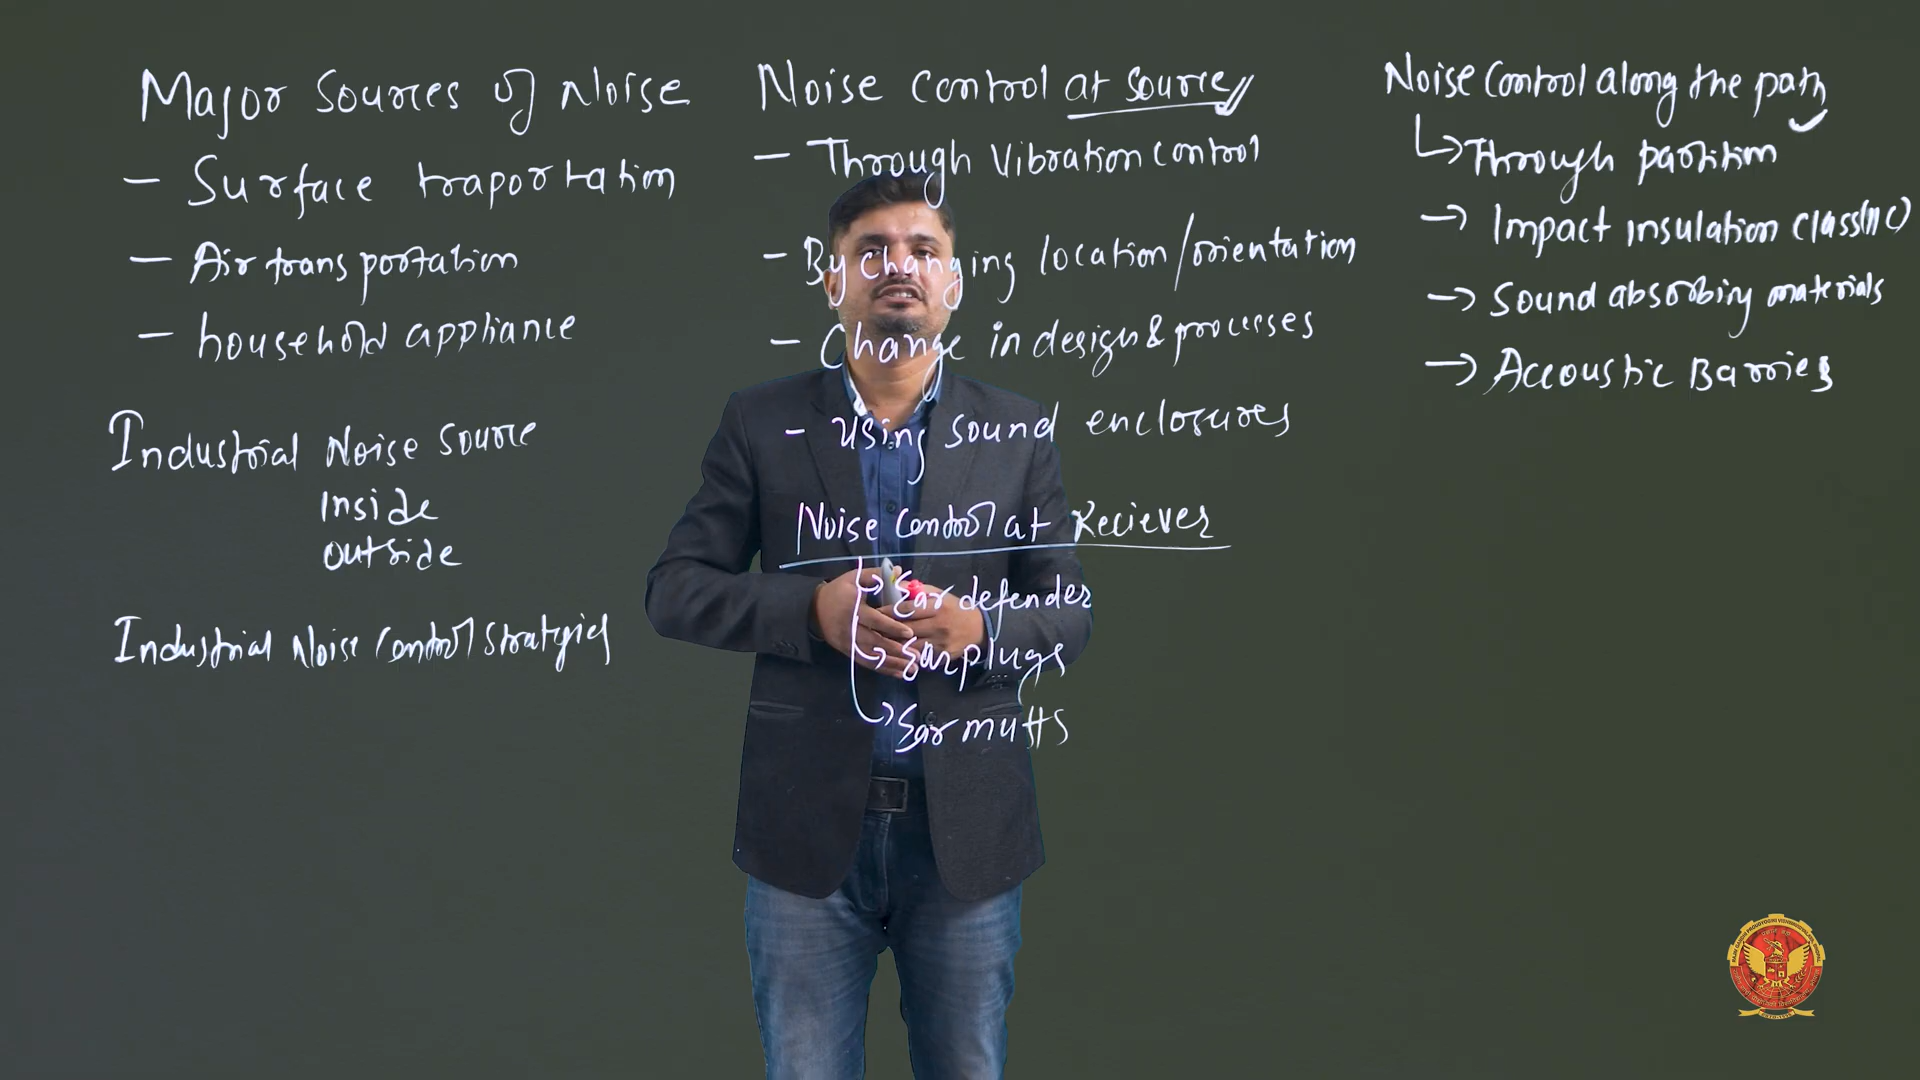 Major Sources of Noise
- Surface traportation
- Air transportation
- household appliance
Industrial Noise Source
Inside
outside
Industrial Noise Control Strategies
Noise Control at source
- Through Vibration control
- By changing location/orientation
- Change in design & processes
- Using sound enclosures
Noise Control at Reciever
→ Ear defender
→ Earplugs
→ Ear muffs
Noise Control along the path
→ Through partition
→ Impact insulation class(IIC)
→ Sound absorbing materials
→ Accoustic Barries